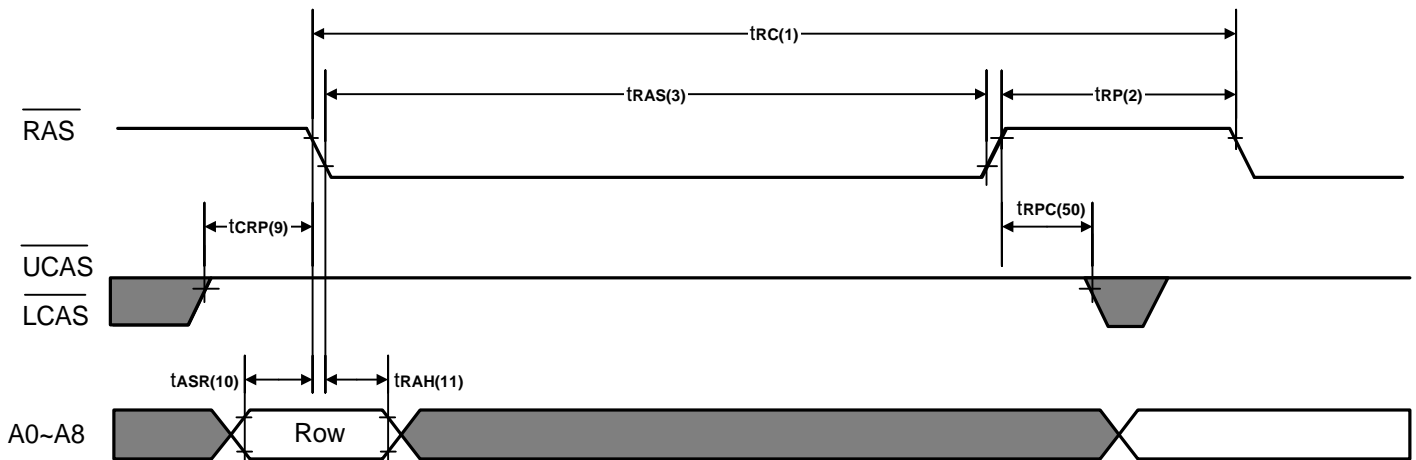 tRC(1)
tRAS(3)
tRP(2)
RAS
tRPC(50)
tCRP(9)
UCAS
LCAS
tASR(10)
tRAH(11)
A0~A8
Row